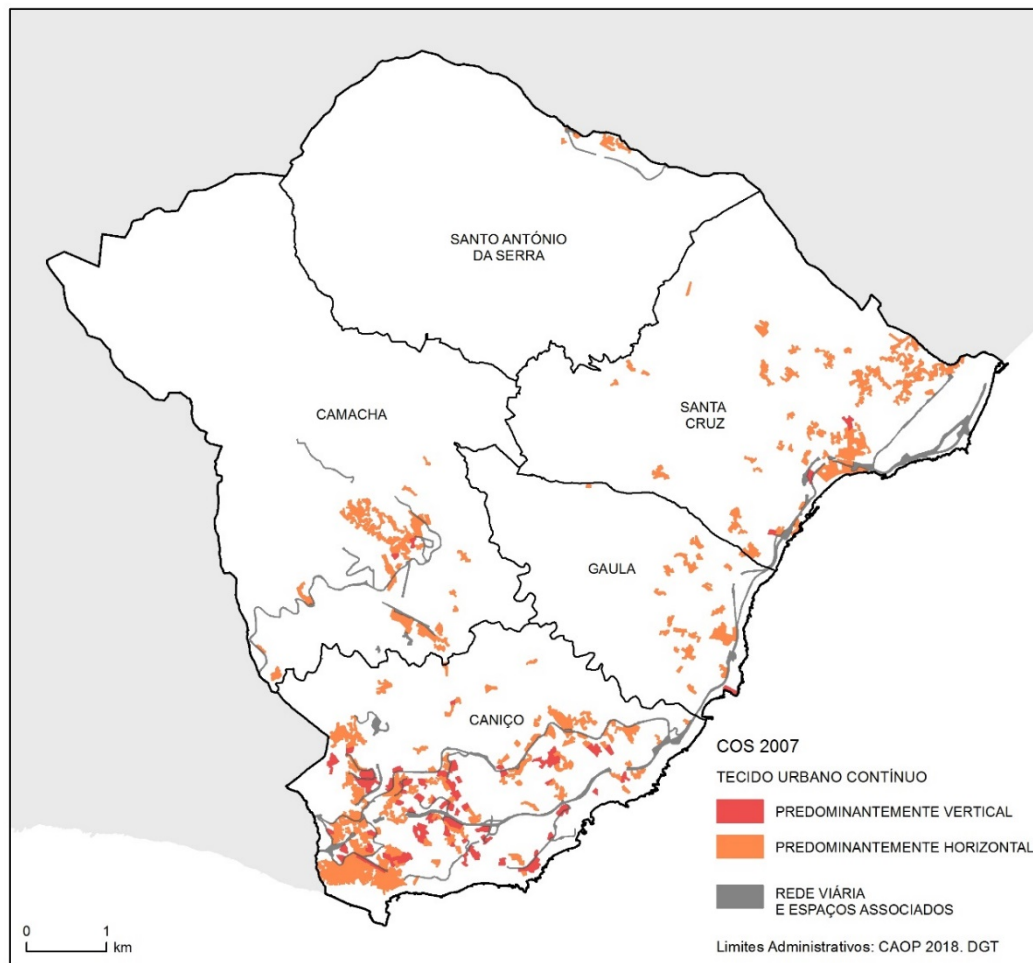 SANTO ANTÓNIO
DA SERRA
CAMACHA
SANTA
CRUZ
GAULA
CANIÇO
COS 2007
TECIDO URBANO CONTÍNUO
PREDOMINANTEMENTE VERTICAL
PREDOMINANTEMENTE HORIZONTAL
REDE VIÁRIA
E ESPAÇOS ASSOCIADOS
0 1
km
Limites Administrativos: CAOP 2018. DGT